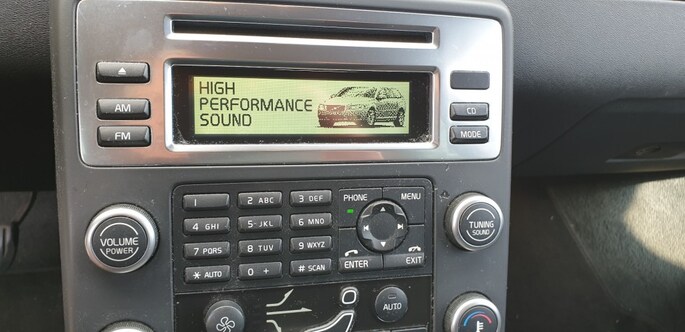 HIGH
PERFORMANCE
SOUND
AM
FM
CD
MODE
1
2 ABC
3 DEF
4 GHI
5·JKL
6 MNO
7 PQRS
8 TUV
9 WXYZ
* AUTO
0 +
# SCAN
PHONE
MENU
ENTER
EXIT
VOLUME
POWER
TUNING
SOUND
AUTO